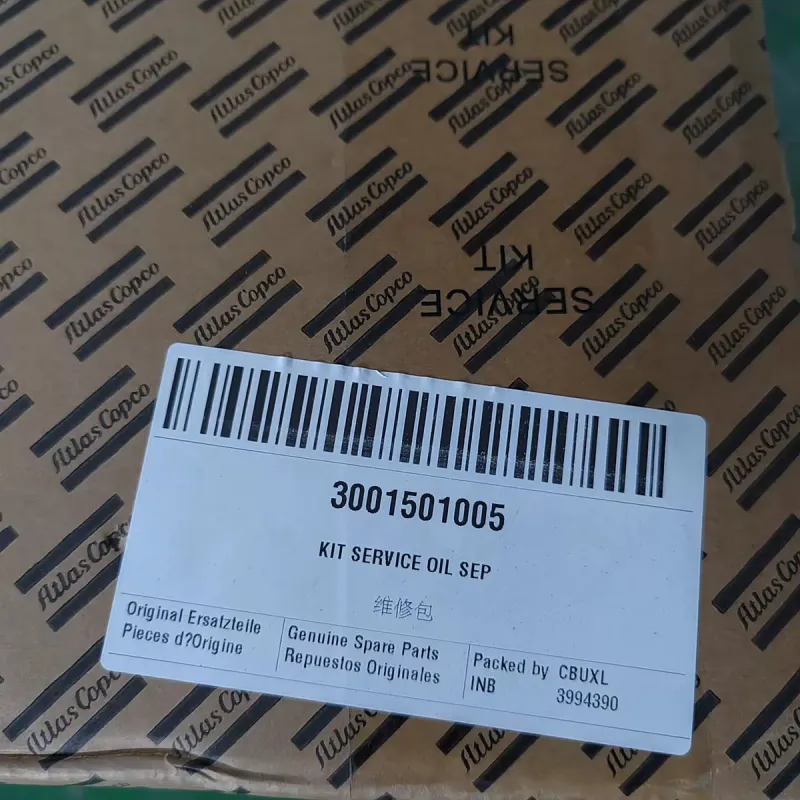 Atlas Copco
SERVICE
KIT
SERVICE
KIT
3001501005
KIT SERVICE OIL SEP
维修包
Original Ersatzteile
Pieces d?Origine
Genuine Spare Parts
Repuestos Originales
Packed by CBUXL
INB 3994390